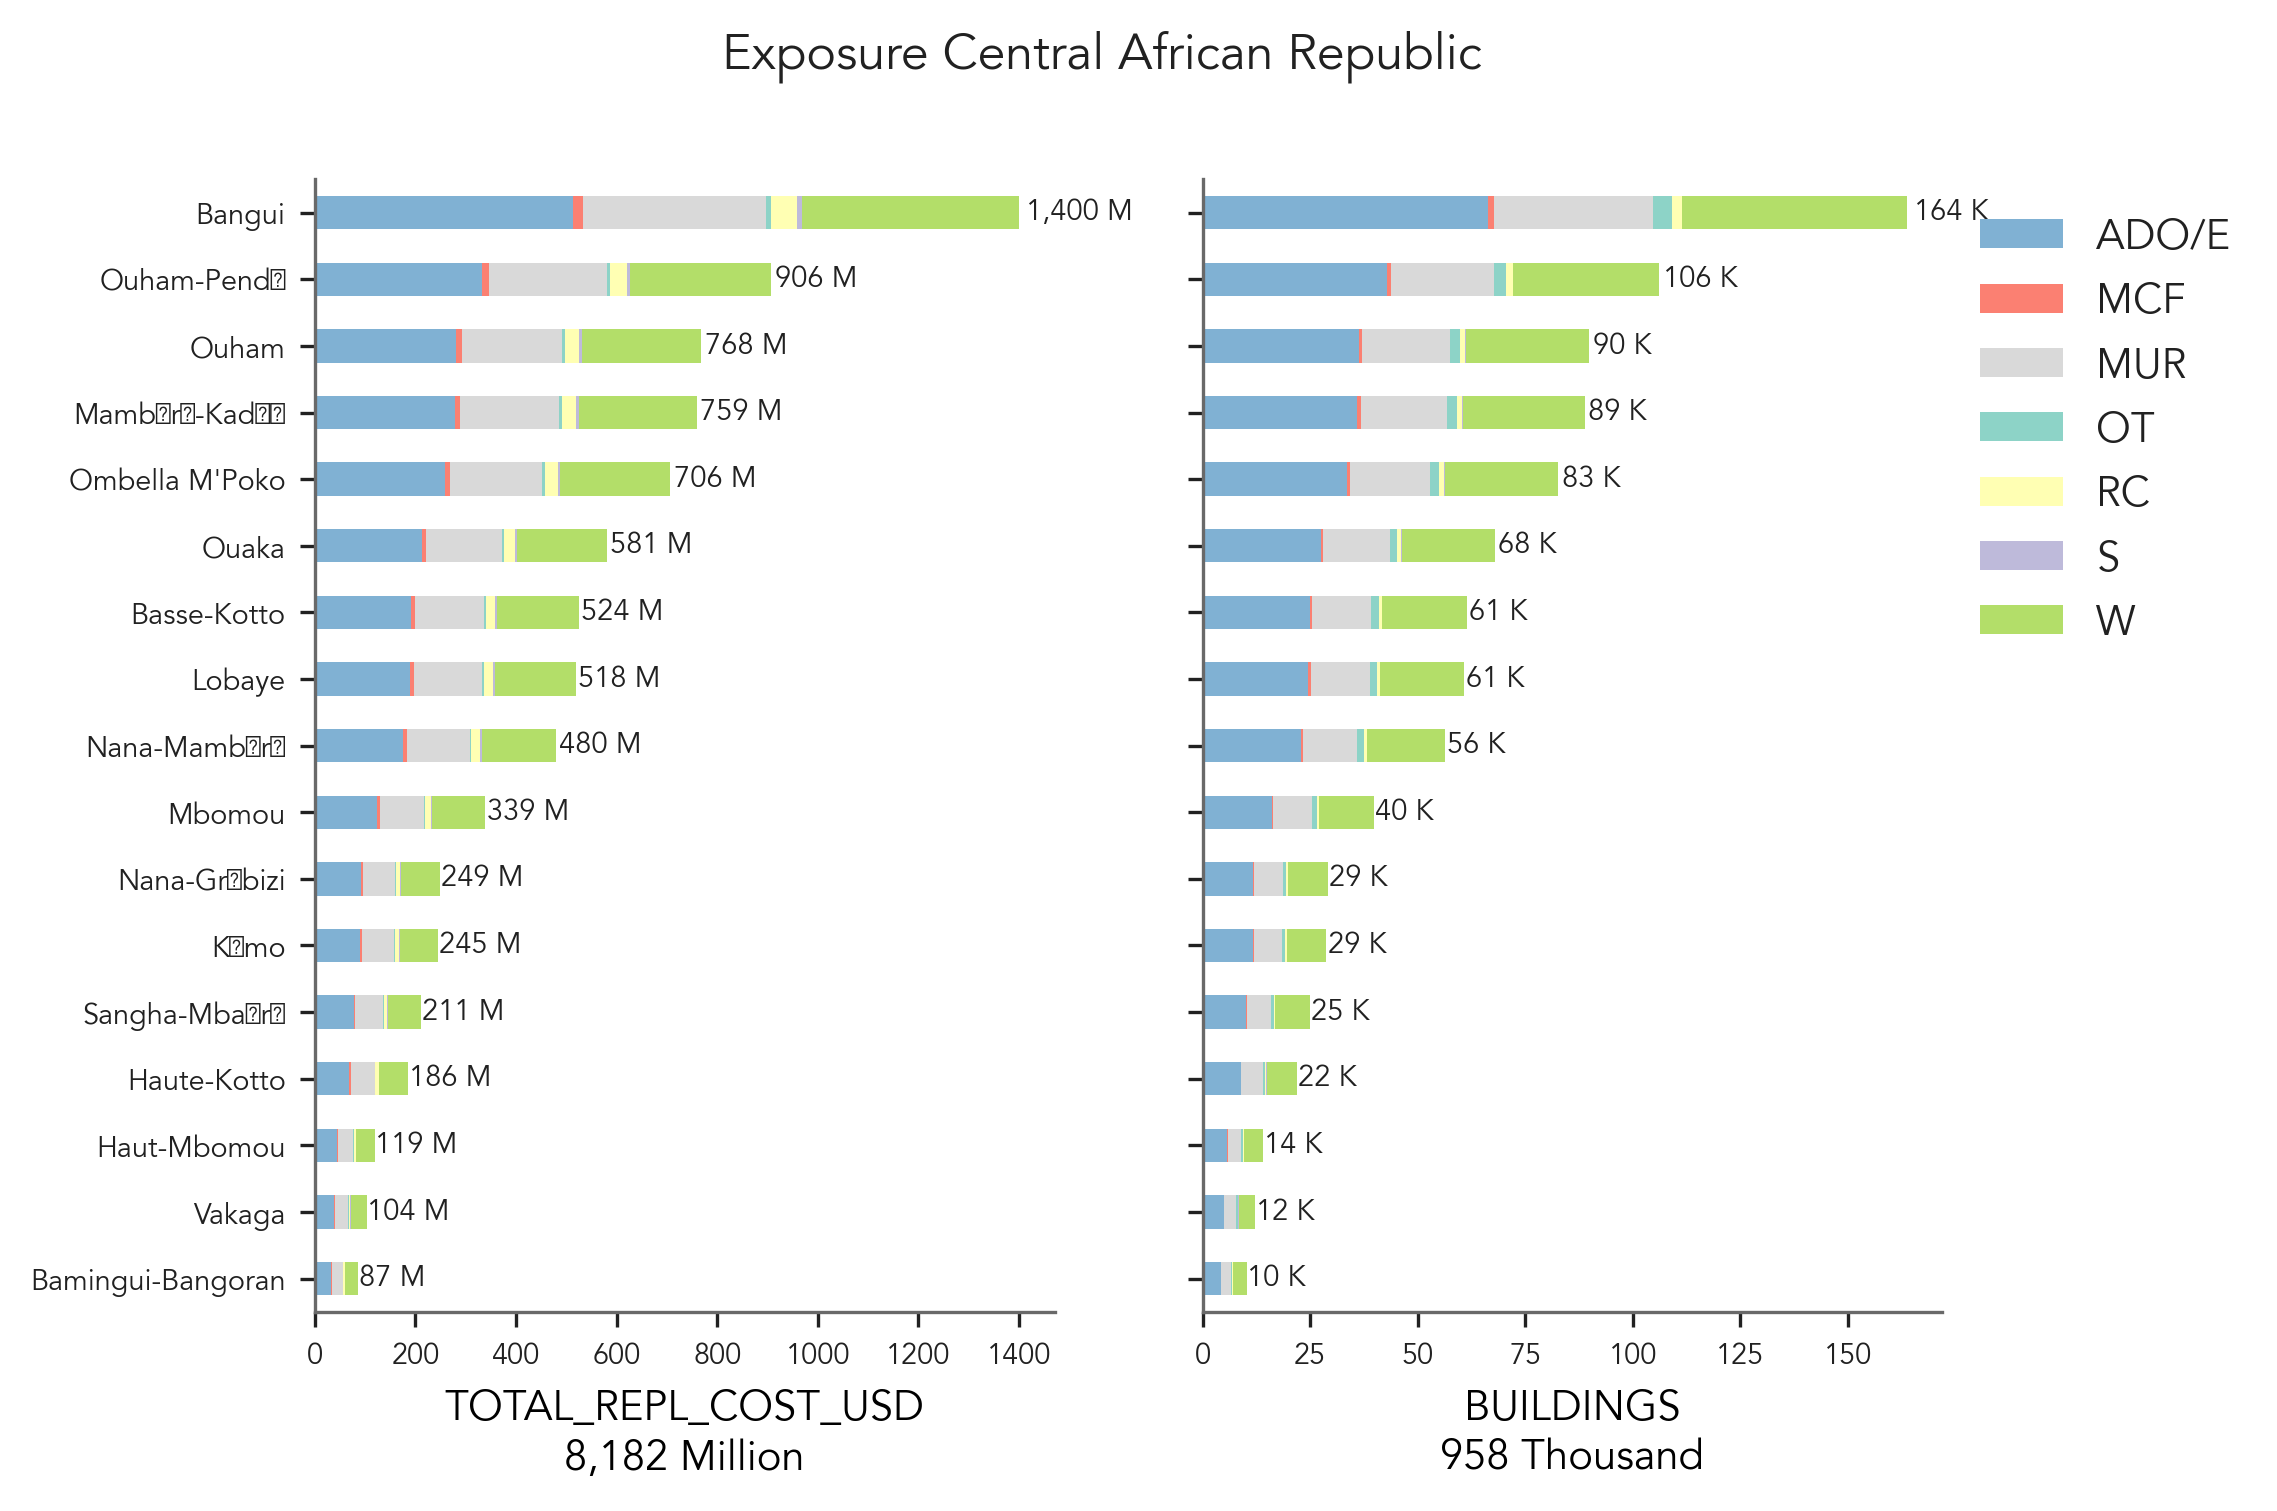 Exposure Central African Republic
Bangui
Ouham-Pend�
Ouham
Mamb�r�-Kad��
Ombella M'Poko
Ouaka
Basse-Kotto
Lobaye
Nana-Mamb�r�
Mbomou
Nana-Gr�bizi
K�mo
Sangha-Mba�r�
Haute-Kotto
Haut-Mbomou
Vakaga
Bamingui-Bangoran
1,400 M
906 M
768 M
759 M
706 M
581 M
524 M
518 M
480 M
339 M
249 M
245 M
211 M
186 M
119 M
104 M
87 M
0 200 400 600 800 1000 1200 1400
TOTAL_REPL_COST_USD
8,182 Million
164 K
106 K
90 K
89 K
83 K
68 K
61 K
61 K
56 K
40 K
29 K
29 K
25 K
22 K
14 K
12 K
10 K
0 25 50 75 100 125 150
BUILDINGS
958 Thousand
ADO/E
MCF
MUR
OT
RC
S
W